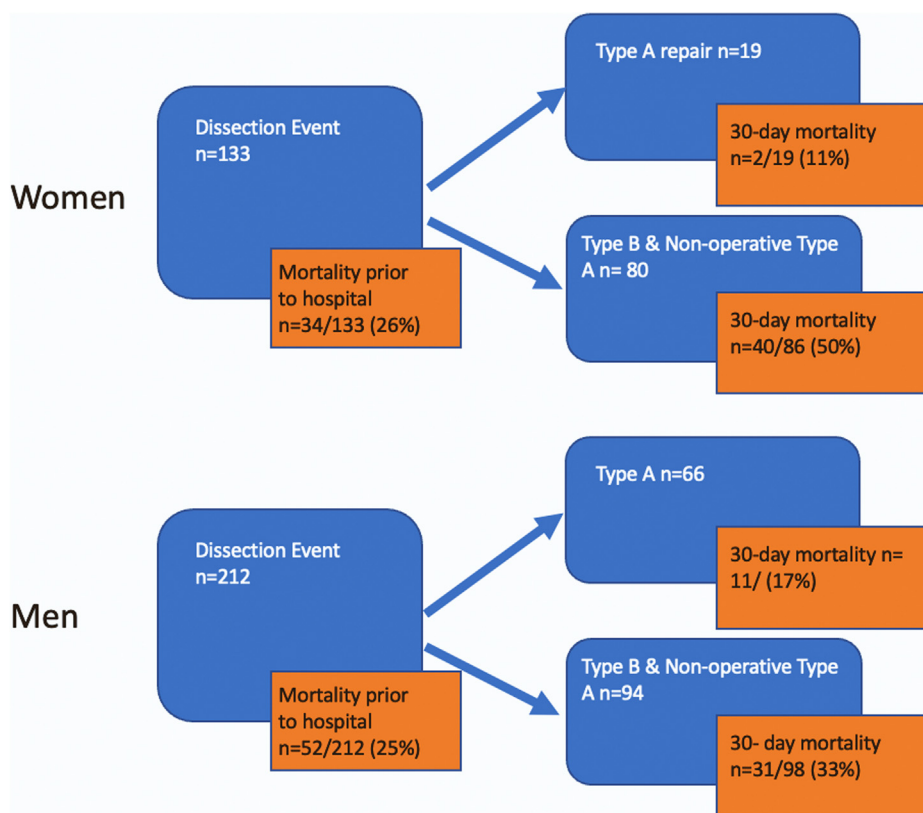 Women
Dissection Event
n=133
Mortality prior
to hospital
n=34/133 (26%)
Type A repair n=19
30-day mortality
n=2/19 (11%)
Type B & Non-operative Type
A n= 80
30-day mortality
n=40/86 (50%)
Men
Dissection Event
n=212
Mortality prior
to hospital
n=52/212 (25%)
Type A n=66
30-day mortality n=
11/ (17%)
Type B & Non-operative Type
A n=94
30- day mortality
n=31/98 (33%)